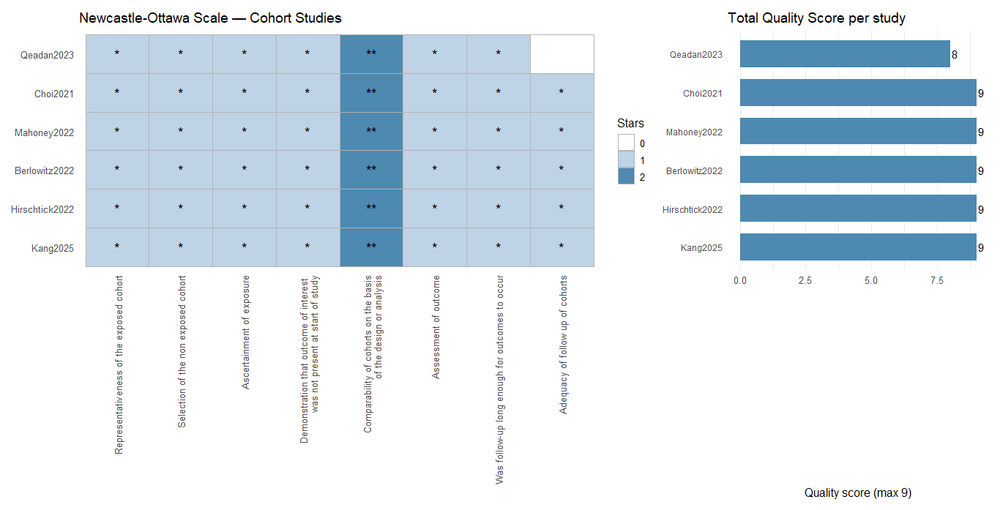 Newcastle-Ottawa Scale — Cohort Studies
Qeadan2023 * * * * ** * *
Choi2021 * * * * ** * * *
Mahoney2022 * * * * ** * * *
Berlowitz2022 * * * * ** * * *
Hirschtick2022 * * * * ** * * *
Kang2025 * * * * ** * * *
Representativeness of the exposed cohort
Selection of the non exposed cohort
Ascertainment of exposure
Demonstration that outcome of interest
was not present at start of study
Comparability of cohorts on the basis
of the design or analysis
Assessment of outcome
Was follow-up long enough for outcomes to occur
Adequacy of follow up of cohorts
Stars
0
1
2
Total Quality Score per study
Qeadan2023 8
Choi2021 9
Mahoney2022 9
Berlowitz2022 9
Hirschtick2022 9
Kang2025 9
0.0 2.5 5.0 7.5
Quality score (max 9)